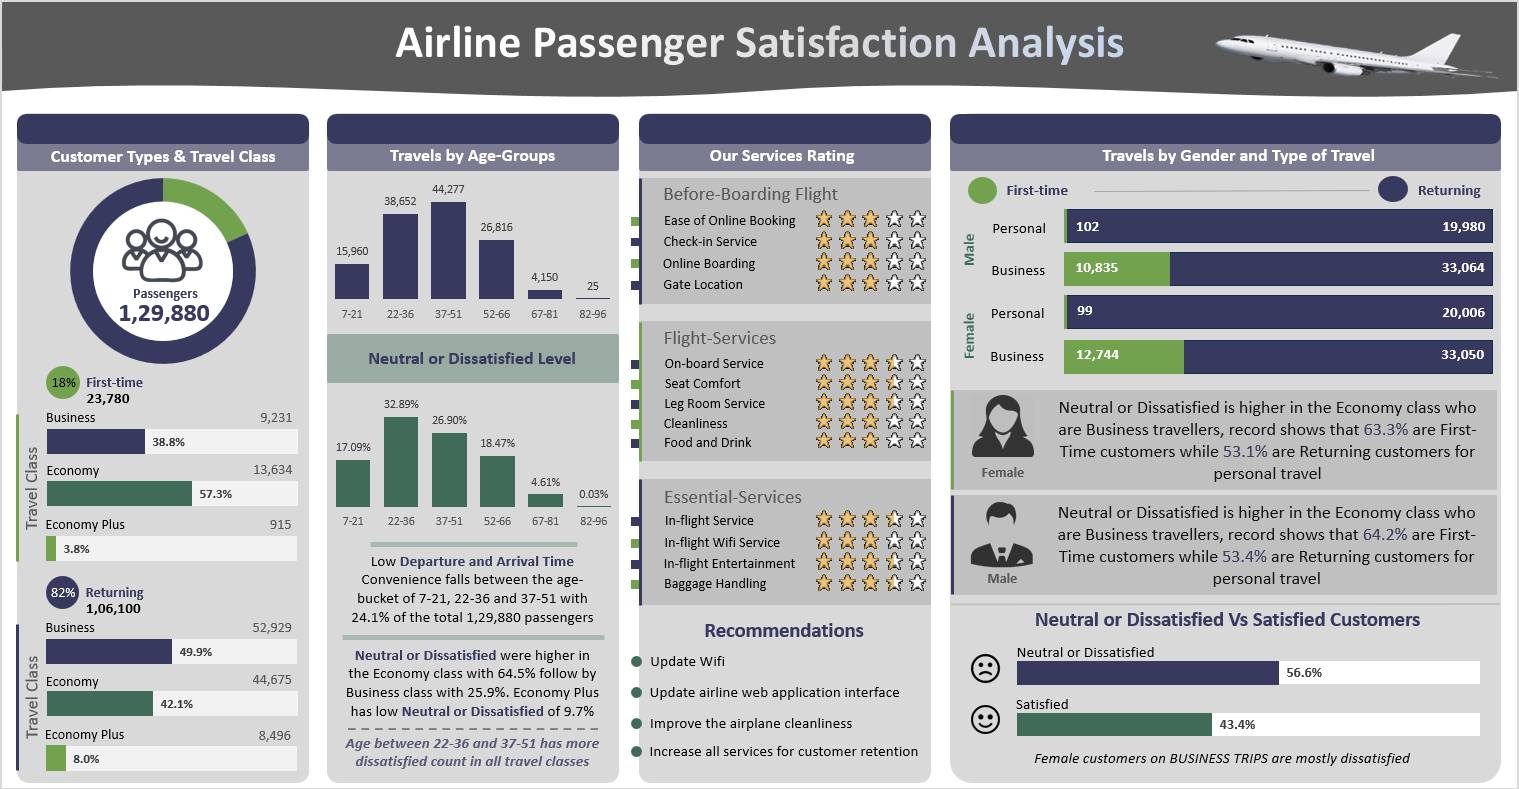 Airline Passenger Satisfaction Analysis
Customer Types & Travel Class
Passengers
1,29,880
18% First-time
23,780
Travel Class
Business 9,231
38.8%
Economy 13,634
57.3%
Economy Plus 915
3.8%
82% Returning
1,06,100
Travel Class
Business 52,929
49.9%
Economy 44,675
42.1%
Economy Plus 8,496
8.0%
Travels by Age-Groups
15,960 38,652 44,277 26,816 4,150 25
7-21 22-36 37-51 52-66 67-81 82-96
Neutral or Dissatisfied Level
17.09% 32.89% 26.90% 18.47% 4.61% 0.03%
7-21 22-36 37-51 52-66 67-81 82-96
Low Departure and Arrival Time
Convenience falls between the age-
bucket of 7-21, 22-36 and 37-51 with
24.1% of the total 1,29,880 passengers
Neutral or Dissatisfied were higher in
the Economy class with 64.5% follow by
Business class with 25.9%. Economy Plus
has low Neutral or Dissatisfied of 9.7%
Age between 22-36 and 37-51 has more
dissatisfied count in all travel classes
Our Services Rating
Before-Boarding Flight
Ease of Online Booking
Check-in Service
Online Boarding
Gate Location
Flight-Services
On-board Service
Seat Comfort
Leg Room Service
Cleanliness
Food and Drink
Essential-Services
In-flight Service
In-flight Wifi Service
In-flight Entertainment
Baggage Handling
Recommendations
Update Wifi
Update airline web application interface
Improve the airplane cleanliness
Increase all services for customer retention
Travels by Gender and Type of Travel
First-time Returning
Male
Personal 102 19,980
Business 10,835 33,064
Female
Personal 99 20,006
Business 12,744 33,050
Female
Neutral or Dissatisfied is higher in the Economy class who
are Business travellers, record shows that 63.3% are First-
Time customers while 53.1% are Returning customers for
personal travel
Male
Neutral or Dissatisfied is higher in the Economy class who
are Business travellers, record shows that 64.2% are First-
Time customers while 53.4% are Returning customers for
personal travel
Neutral or Dissatisfied Vs Satisfied Customers
Neutral or Dissatisfied
56.6%
Satisfied
43.4%
Female customers on BUSINESS TRIPS are mostly dissatisfied